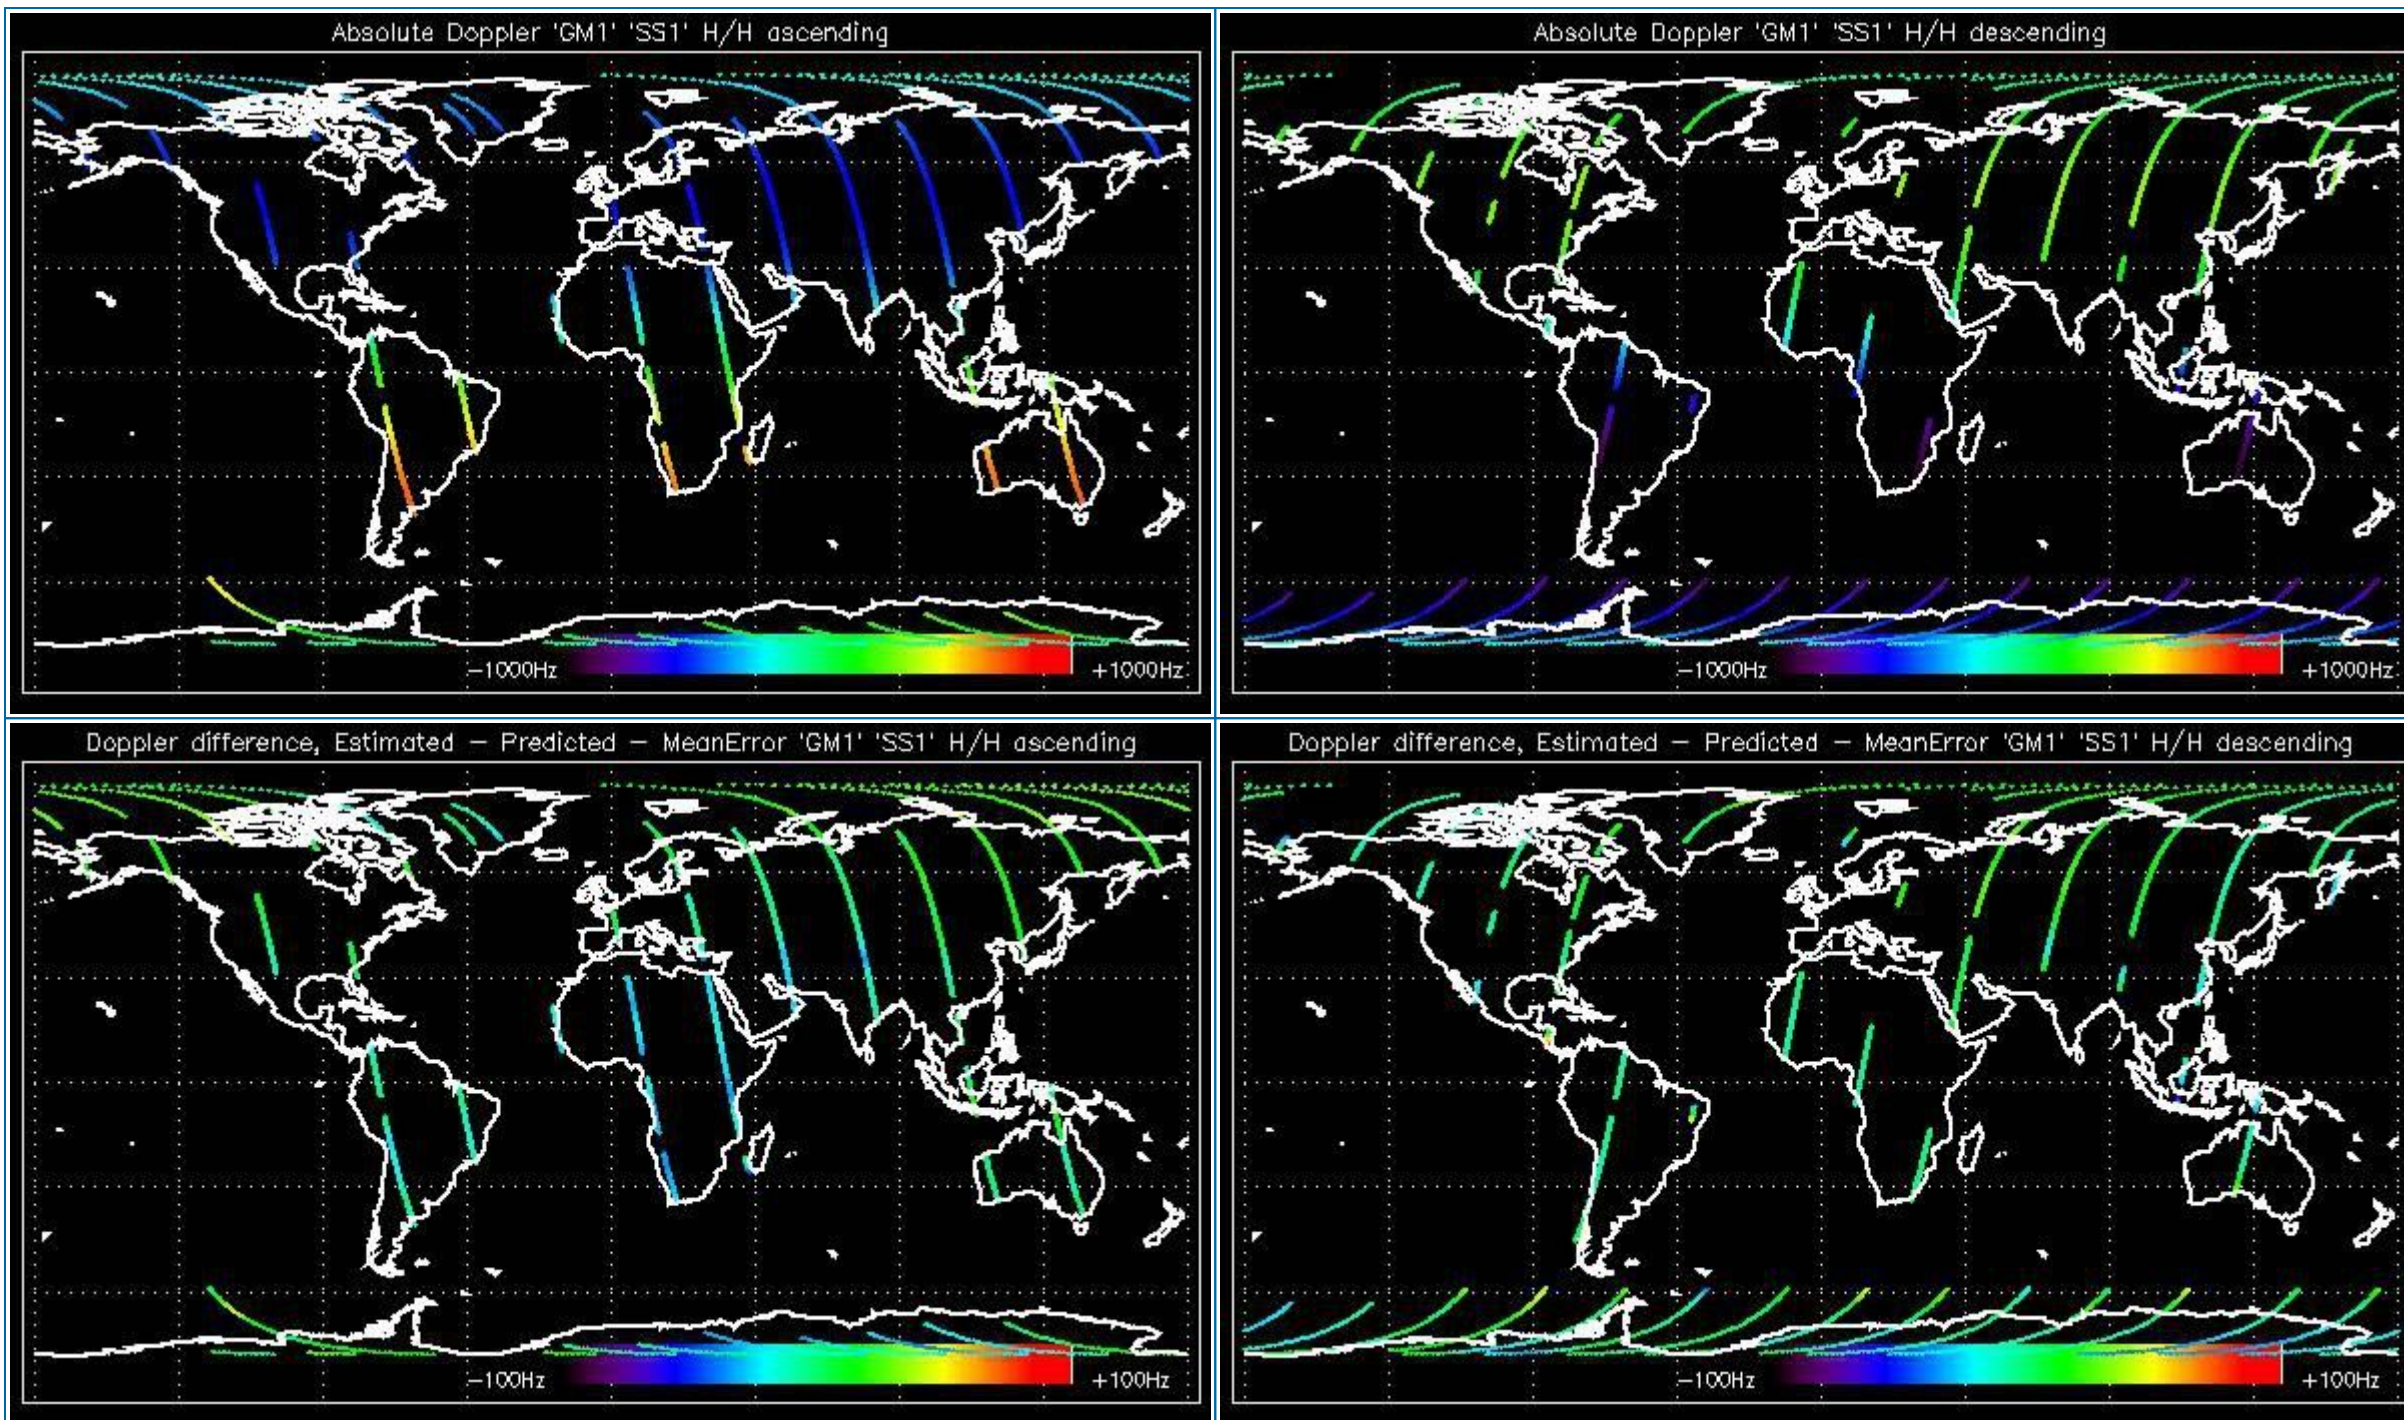 Absolute Doppler 'GM1' 'SS1' H/H ascending
-1000Hz
+1000Hz
Absolute Doppler 'GM1' 'SS1' H/H descending
-1000Hz
+1000Hz
Doppler difference, Estimated - Predicted - MeanError 'GM1' 'SS1' H/H ascending
-100Hz
+100Hz
Doppler difference, Estimated - Predicted - MeanError 'GM1' 'SS1' H/H descending
-100Hz
+100Hz